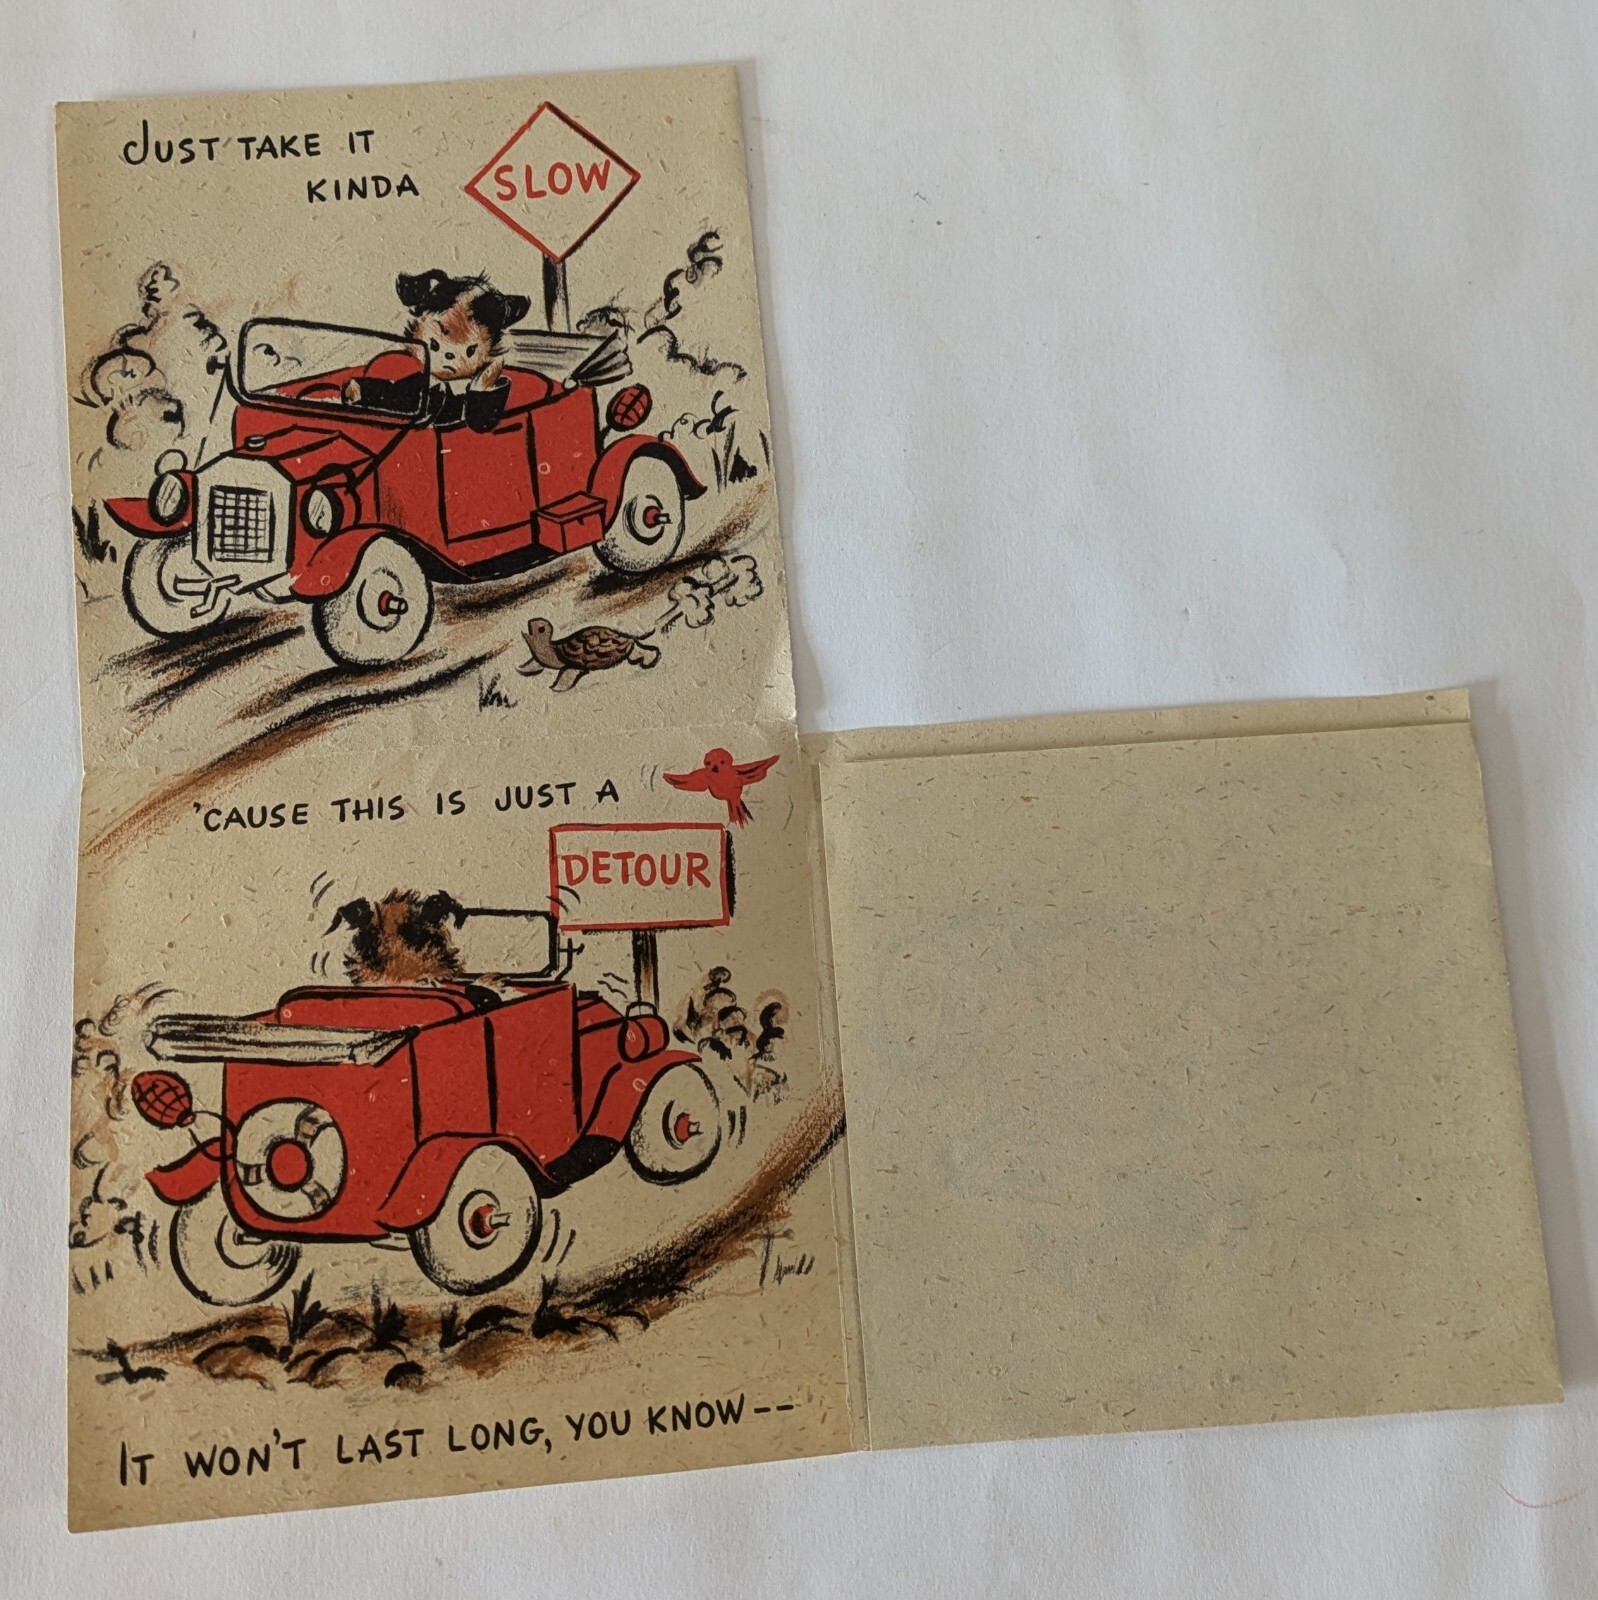 JUST TAKE IT
KINDA
SLOW
'CAUSE THIS IS JUST A
DETOUR
IT WON'T LAST LONG, YOU KNOW--